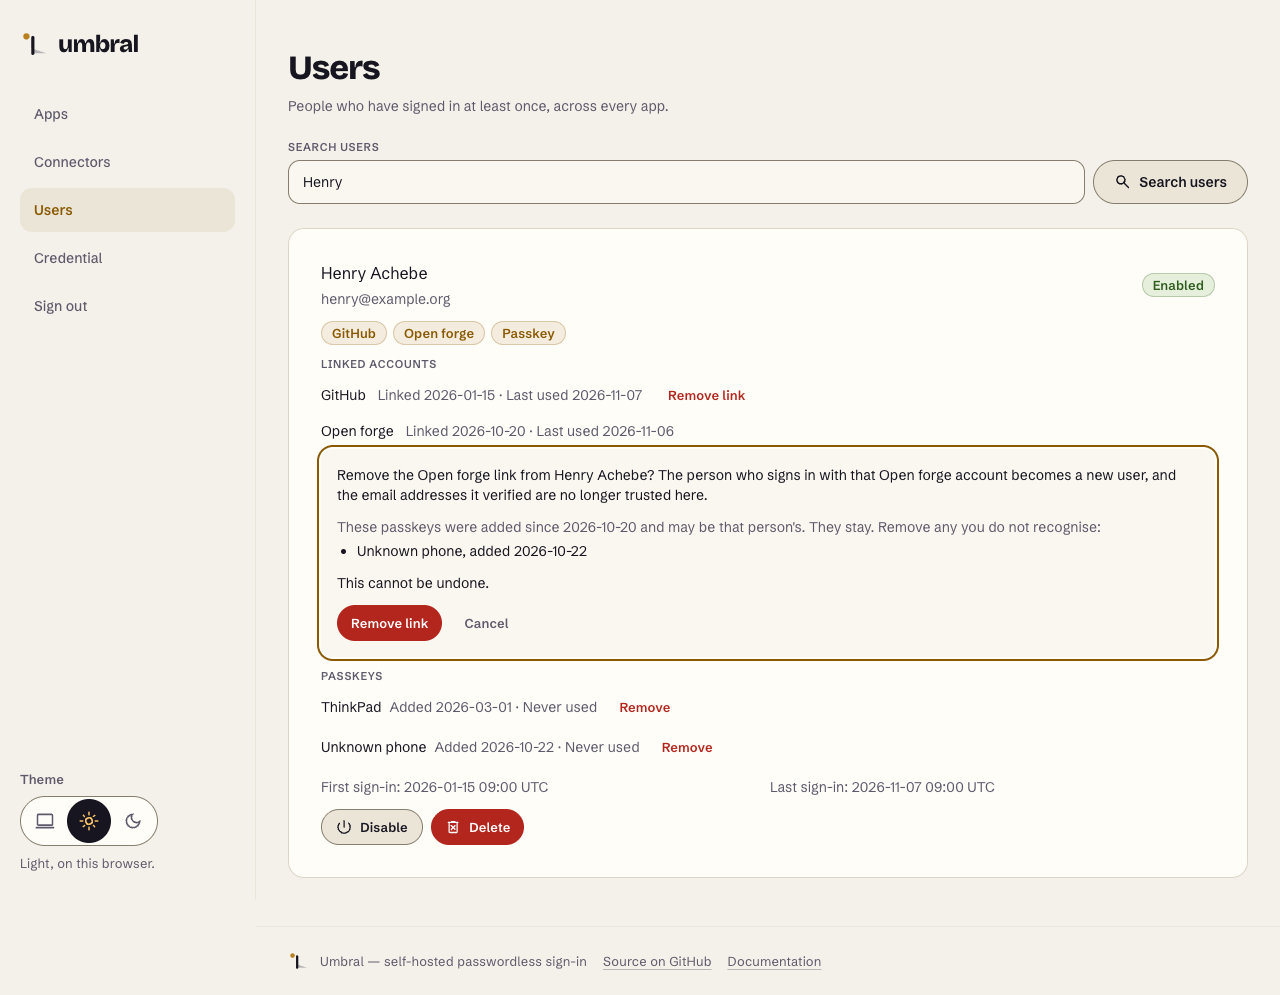 umbral
Apps
Connectors
Users
Credential
Sign out
Theme
Light, on this browser.
Users
People who have signed in at least once, across every app.
SEARCH USERS
Henry
Search users
Henry Achebe
henry@example.org
Enabled
GitHub Open forge Passkey
LINKED ACCOUNTS
GitHub Linked 2026-01-15 · Last used 2026-11-07 Remove link
Open forge Linked 2026-10-20 · Last used 2026-11-06
Remove the Open forge link from Henry Achebe? The person who signs in with that Open forge account becomes a new user, and
the email addresses it verified are no longer trusted here.
These passkeys were added since 2026-10-20 and may be that person's. They stay. Remove any you do not recognise:
• Unknown phone, added 2026-10-22
This cannot be undone.
Remove link Cancel
PASSKEYS
ThinkPad Added 2026-03-01 · Never used Remove
Unknown phone Added 2026-10-22 · Never used Remove
First sign-in: 2026-01-15 09:00 UTC Last sign-in: 2026-11-07 09:00 UTC
Disable Delete
Umbral — self-hosted passwordless sign-in Source on GitHub Documentation